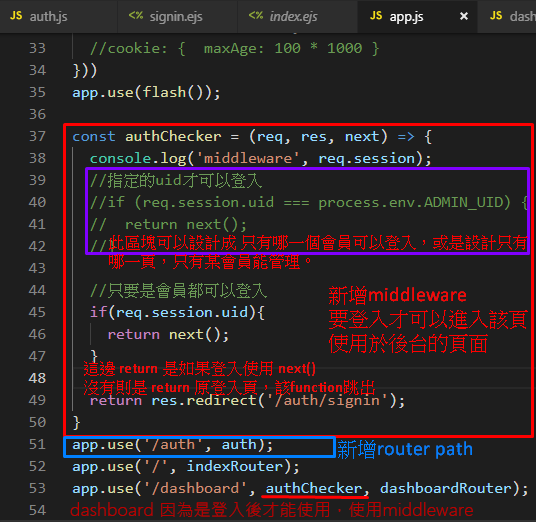 auth.js
signin.ejs
index.ejs
JS app.js ×
JS dash
33 //cookie: { maxAge: 100 * 1000 }
34 }))
35 app.use(flash());
36
37 const authChecker = (req, res, next) => {
38 console.log('middleware', req.session);
39 //指定的uid才可以登入
40 //if (req.session.uid === process.env.ADMIN_UID) {
41 // return next();
42 //
此區塊可以設計成 只有哪一個會員可以登入，或是設計只有
哪一頁，只有某會員能管理。
44 //只要是會員都可以登入
45 if(req.session.uid){
46 return next();
47 }
新增middleware
要登入才可以進入該頁
使用於後台的頁面
這邊 return 是如果登入使用 next()
48
沒有則是 return 原登入頁，該function跳出
49 return res.redirect('/auth/signin');
50 }
51 app.use('/auth', auth);
新增router path
52 app.use('/', indexRouter);
53 app.use('/dashboard', authChecker, dashboardRouter);
54
dashboard 因為是登入後才能使用，使用middleware